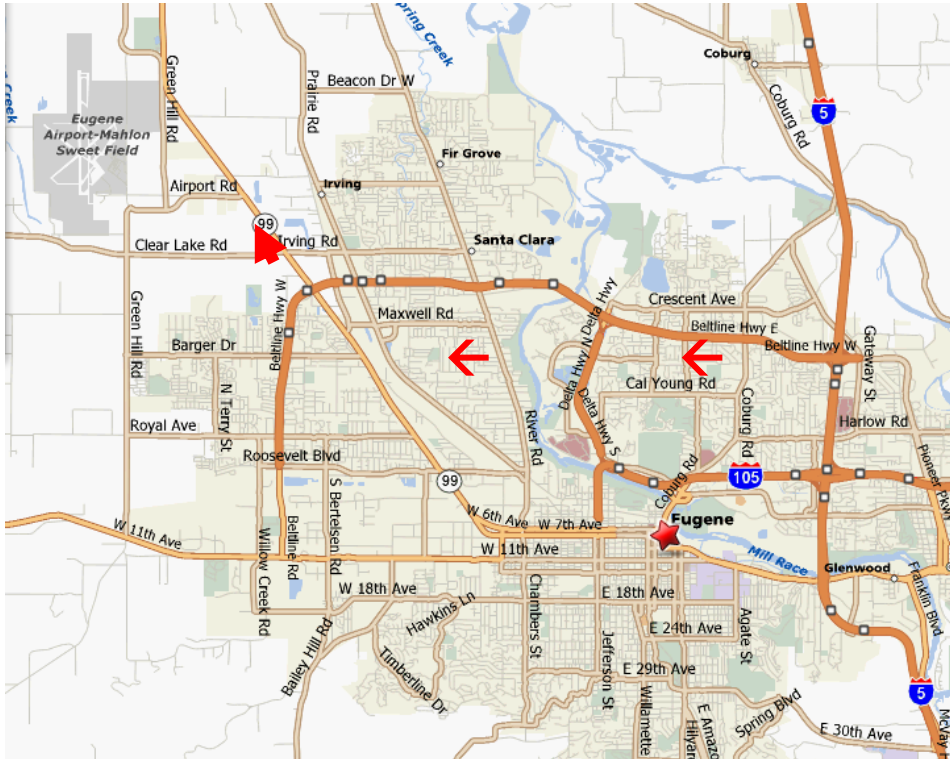 Spring Creek
Coburg
Green Hill Rd
Prairie Rd
Beacon Dr W
5
Coburg Rd
Creek
Eugene
Airport-Mahlon
Sweet Field
Fir Grove
Airport Rd
Irving
99
Clear Lake Rd
Irving Rd
Santa Clara
Green Hill Rd
Beltline Hwy W
Delta Hwy
Crescent Ave
Maxwell Rd
Beltline Hwy E
Barger Dr
Beltline Hwy W
Gateway St
N Terry St
Delta Hwy N
Cal Young Rd
Delta Hwy S
Coburg Rd
Royal Ave
River Rd
Harlow Rd
Roosevelt Blvd
Pioneer Pkwy
99
S Bertelsen Rd
Coburg Rd
105
W 11th Ave
W 6th Ave
W 7th Ave
Eugene
W 11th Ave
Mill Race
Glenwood
Willow Creek Rd
Beltline Rd
W 18th Ave
E 18th Ave
Franklin Blvd
Hawkins Ln
Chambers St
Agate St
E 24th Ave
Bailey Hill Rd
Timberline Dr
Jefferson St
E 29th Ave
5
Willamette
E Amazo
Hilyar
Spring Blvd
E 30th Ave
McVay H